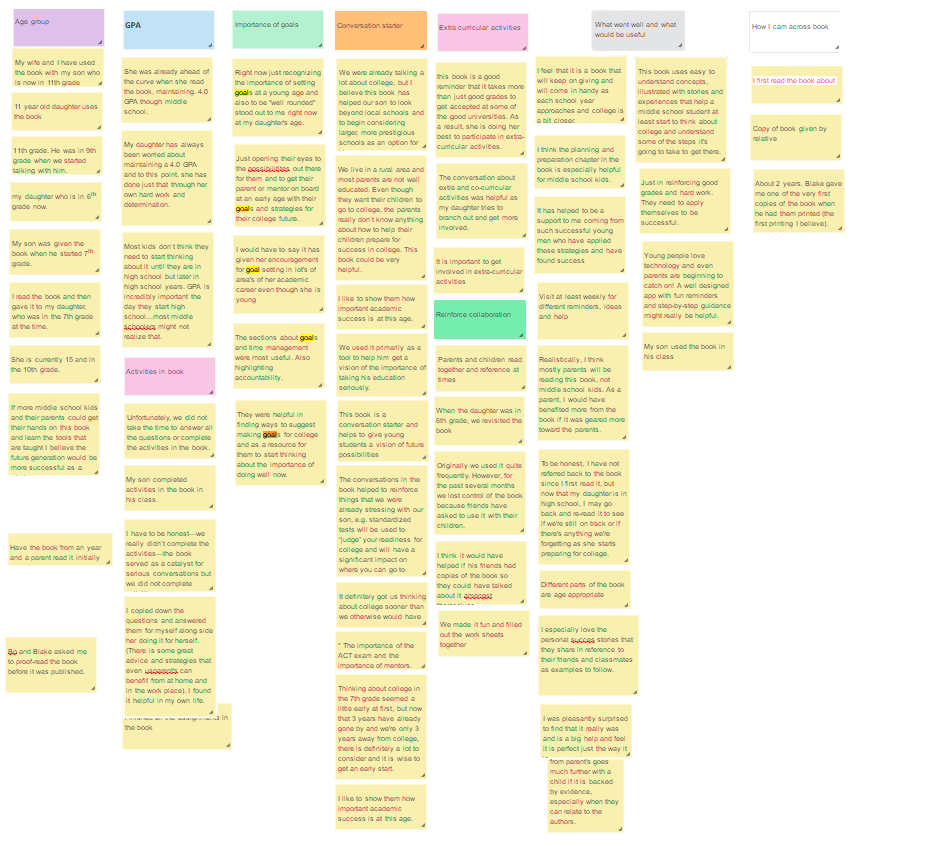 Age group
My wife and I have used
the book with my son who
is now in 11th grade
11 year old daughter uses
the book
11th grade. He was in 9th
grade when we started
talking with him.
my daughter who is in 6th
grade now.
My son was given the
book when he started 7th
grade.
I read the book and then
gave it to my daughter,
who was in the 7th grade
at the time.
She is currently 15 and in
the 10th grade.
If more middle school kids
and their parents could get
their hands on this book
and learn the tools that
are taught I believe the
future generation would be
more successful as a
Have the book from an year
and a parent read it initially
Bo and Blake asked me
to proof-read the book
before it was published.
GPA
She was already ahead of
the curve when she read
the book, maintaining. 4.0
GPA though middle
school.
My daughter has always
been worried about
maintaining a 4.0 GPA
and to this point, she has
done just that through her
own hard work and
determination.
Most kids don't think they
need to start thinking
about it until they are in
high school but later in
high school years. GPA is
incredibly important the
day they start high
school...most middle
schoolers might not
realize that.
Activities in book
Unfortunately, we did not
take the time to answer all
the questions or complete
the activities in the book.
My son completed
activities in the book in
his class.
I have to be honest—we
really didn't complete the
activities—the book
served as a catalyst for
serious conversations but
we did not complete
I copied down the
questions and answered
them for myself along side
her doing it for herself.
(There is some great
advice and strategies that
even usparent's can
benefit from at home and
in the work place). I found
it helpful in my own life.
I finished all the assignments in
the book
Importance of goals
Right now just recognizing
the importance of setting
goals at a young age and
also to be "well rounded"
stood out to me right now
at my daughter's age.
Just opening their eyes to
the possibilities out there
for them and to get their
parent or mentor on board
at an early age with their
goals and strategies for
their college future.
I would have to say it has
given her encouragement
for goal setting in lot's of
area's of her academic
career even though she is
young
The sections about goals
and time management
were most useful. Also
highlighting
accountability.
They were helpful in
finding ways to suggest
making goals for college
and as a resource for
them to start thinking
about the importance of
doing well now.
Conversation starter
We were already talking a
lot about college, but I
believe this book has
helped our son to look
beyond local colleges and
to begin considering
larger, more prestigious
schools as an option for
We live in a rural area and
most parents are not well
educated. Even though
they want their children to
go to college, the parents
really don't know anything
about how to help their
children prepare for
success in college. This
book could be very
helpful.
I like to show them how
important academic
success is at this age.
We used it primarily as a
tool to help him get a
vision of the importance of
taking his education
seriously.
This book is a
conversation starter and
helps to give young
students a vision of future
possibilities
The conversations in the
book helped to reinforce
things that we were
already stressing with our
son, e.g. standardized
tests will be used to
"judge" your readiness for
college and will have a
significant impact on
where you can go to
It definitely got us thinking
about college sooner than
we otherwise would have
* The importance of the
ACT exam and the
importance of mentors.
Thinking about college in
the 7th grade seemed a
little early at first, but now
that 3 years have already
gone by and we're only 3
years away from college,
there is definitely a lot to
consider and it is wise to
get an early start.
I like to show them how
important academic
success is at this age.
Extra curricular activities
this book is a good
reminder that it takes more
than just good grades to get
accepted at some of the
good universities. As a
result, she is doing her
best to participate in extra-
curricular activities.
The conversation about
extra and co-curricular
activities was helpful as
my daughter tries to
branch out and get more
involved.
It is important to get
involved in extra-curricular
activities
Reinforce collaboration
Parents and children read
together and reference at
times
When the daughter was in
6th grade, we revisited the
book
Originally we used it quite
frequently. However, for
the past several months
we lost control of the book
because friends have
asked to use it with their
children.
I think it would have
helped if his friends had
copies of the book so
they could have talked
about it amongst
themselves.
We made it fun and filled
out the work sheets
together
What went well and what
would be useful
I feel that it is a book that
will keep on giving and
will come in handy as
each school year
approaches and college is
a bit closer.
I think the planning and
preparation chapter in the
book is especially helpful
for middle school kids.
It has helped to be a
support to me coming from
such successful young
men who have applied
these strategies and have
found success
Visit at least weekly for
different reminders, ideas
and help
Realistically, I think
mostly parents will be
reading this book, not
middle school kids. As a
parent, I would have
benefited more from the
book if it was geared more
toward the parents.
To be honest, I have not
referred back to the book
since I first read it, but
now that my daughter is in
high school, I may go
back and re-read it to see
if we're still on track or if
there's anything we're
forgetting as she starts
preparing for college.
Different parts of the book
are age appropriate
I especially love the
personal succes stories that
they share in reference to
their friends and classmates
as examples to follow.
I was pleasantly surprised
to find that it really was
and is a big help and feel
it is perfect just the way it
from parent's goes
much further with a
child if it is backed
by evidence,
especially when they
can relate to the
authors.
This book uses easy to
understand concepts,
illustrated with stories and
experiences that help a
middle school student at
least start to think about
college and understand
some of the steps it's
going to take to get there.
Just in reinforcing good
grades and hard work.
They need to apply
themselves to be
successful.
Young people love
technology and even
parents are beginning to
catch on! A well designed
app with fun reminders
and step-by-step guidance
might really be helpful.
My son used the book in
his class
How I cam across book
I first read the book about
Copy of book given by
relative
About 2 years. Blake gave
me one of the very first
copies of the book when
he had them printed (the
first printing I believe).